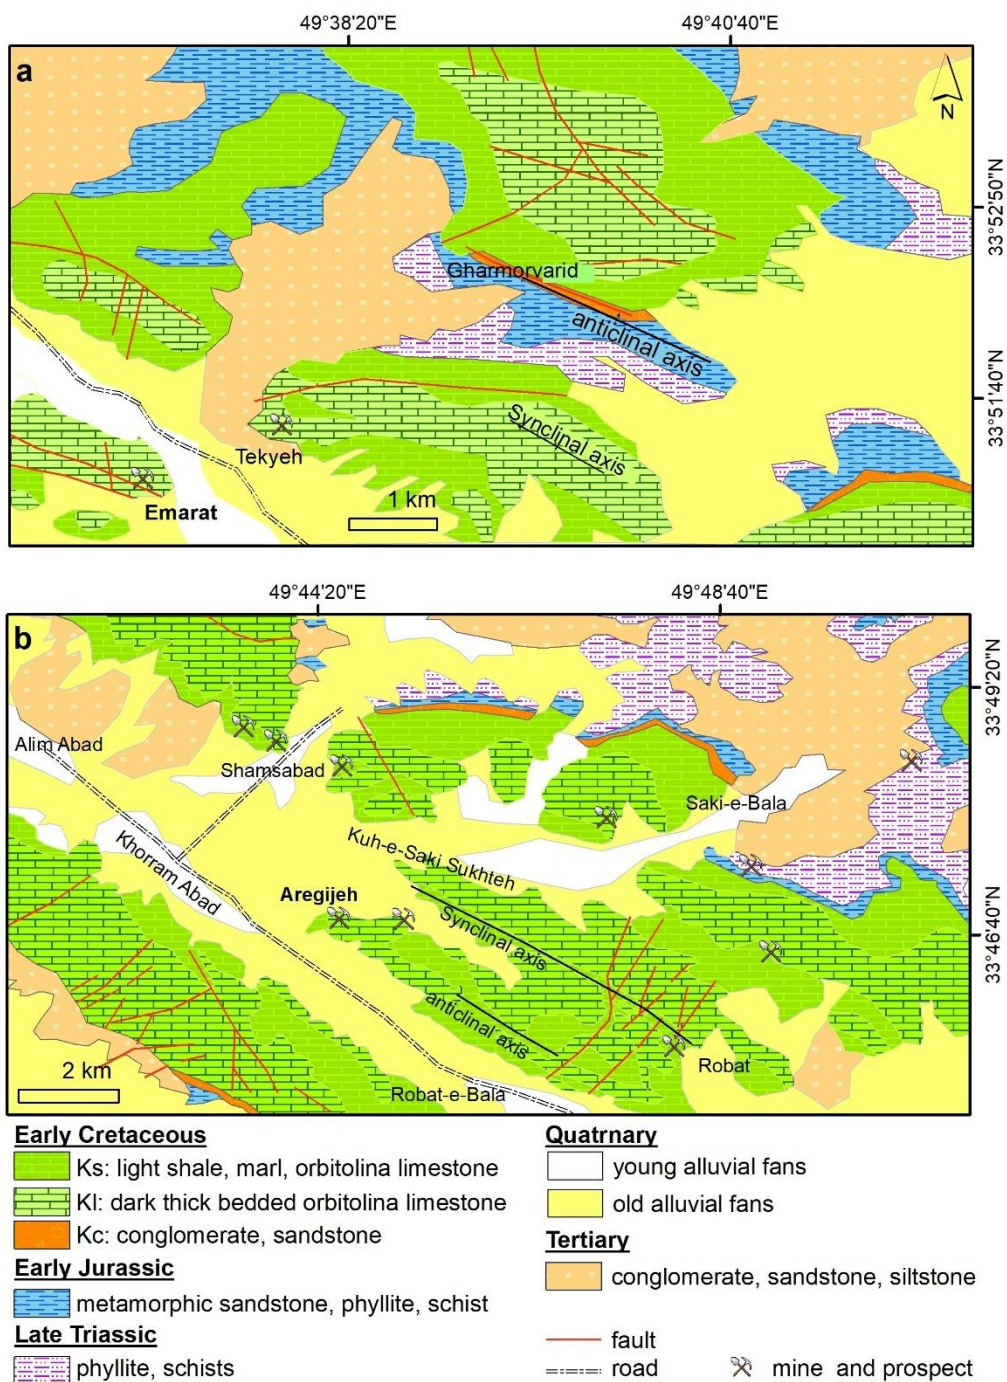 49°38'20"E
49°40'40"E
a
N
33°52'50"N
Gharmorvarid
anticlinal axis
33°51'40"N
Synclinal axis
Tekyeh
1 km
Emarat
49°44'20"E
49°48'40"E
b
33°49'20"N
Alim Abad
Shamsabad
Saki-e-Bala
Kuh-e-Saki Sukhteh
Khorram Abad
Aregijeh
Synclinal axis
33°46'40"N
anticlinal axis
Robat
2 km
Robat-e-Bala
Early Cretaceous
Ks: light shale, marl, orbitolina limestone
Kl: dark thick bedded orbitolina limestone
Kc: conglomerate, sandstone
Early Jurassic
metamorphic sandstone, phyllite, schist
Late Triassic
phyllite, schists
Quatrnary
young alluvial fans
old alluvial fans
Tertiary
conglomerate, sandstone, siltstone
fault
road
mine and prospect